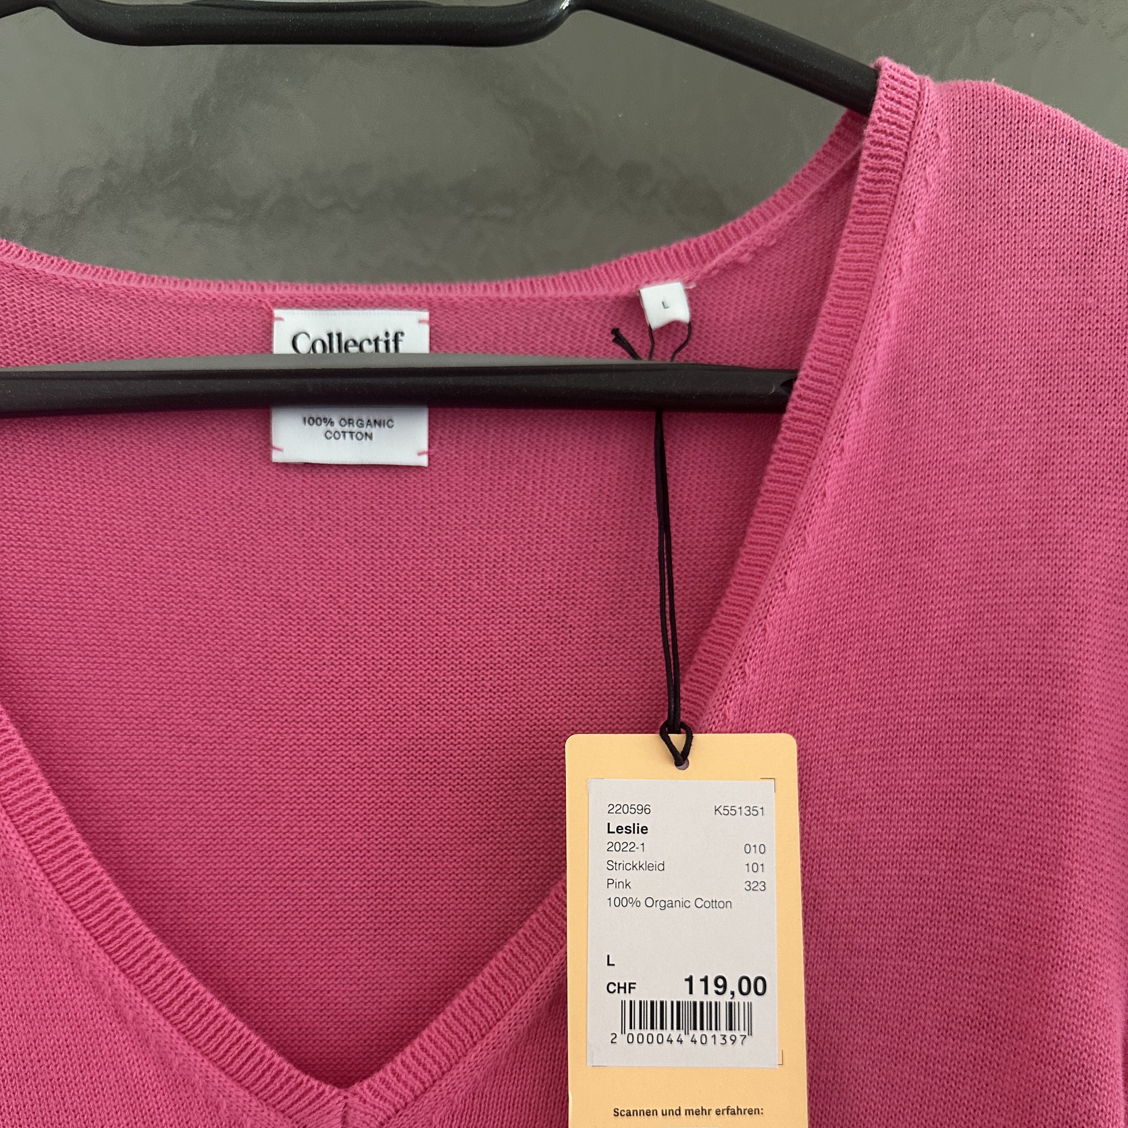 Collectif
100% ORGANIC
COTTON
L
220596 K551351
Leslie
2022-1 010
Strickkleid 101
Pink 323
100% Organic Cotton
L
CHF 119,00
2 000044 401397
Scannen und mehr erfahren: